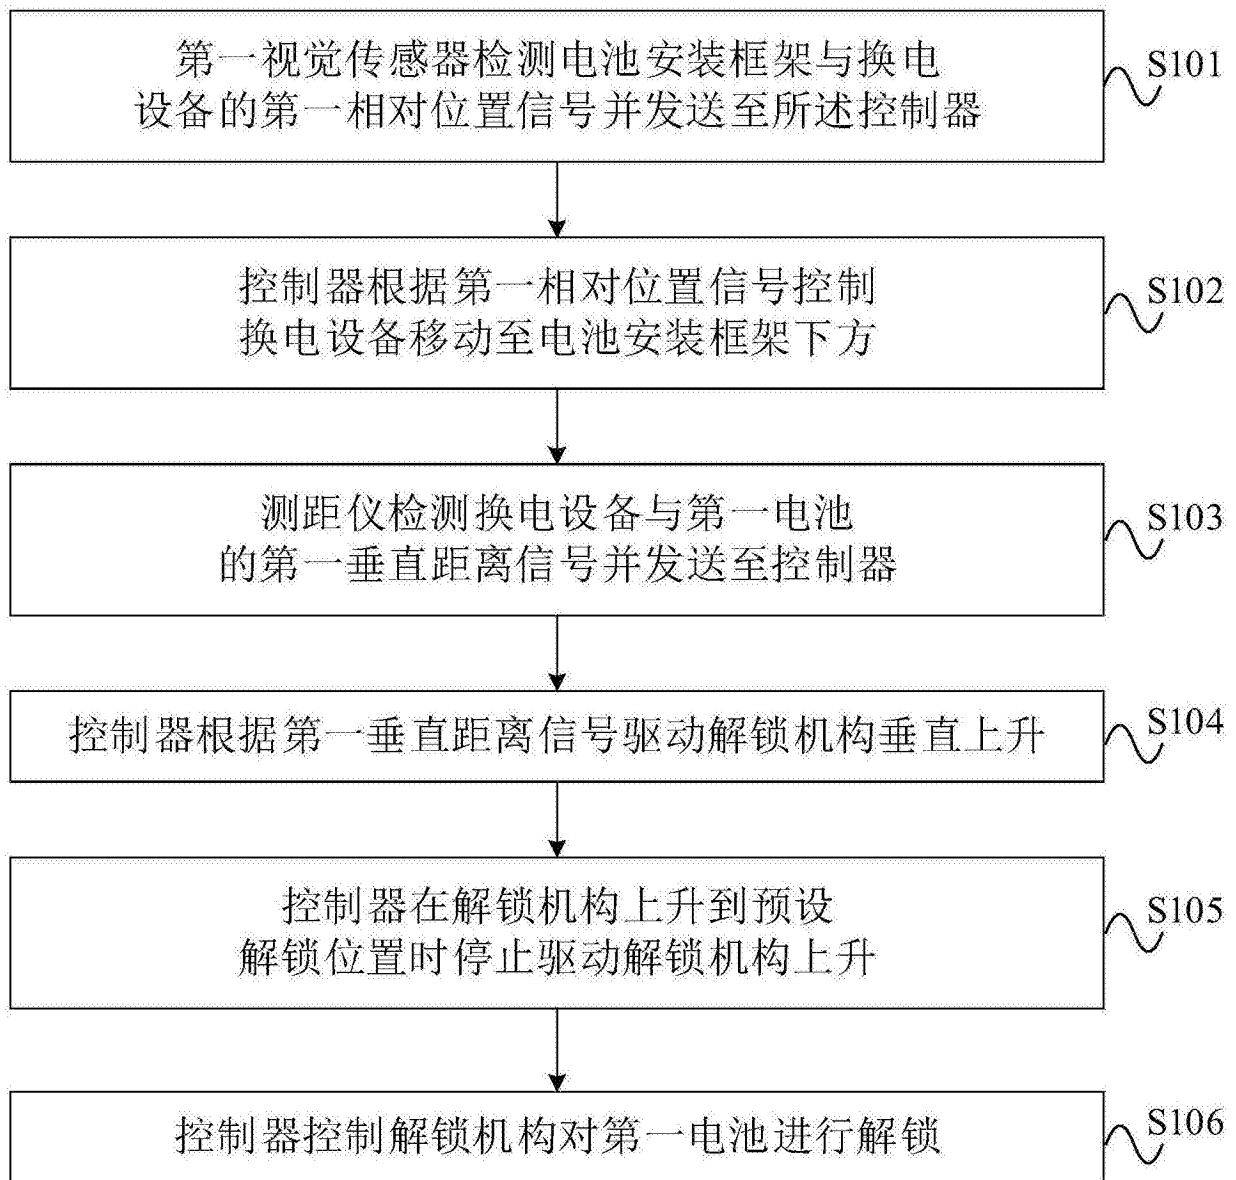 第一视觉传感器检测电池安装框架与换电
设备的第一相对位置信号并发送至所述控制器
S101
控制器根据第一相对位置信号控制
换电设备移动至电池安装框架下方
S102
测距仪检测换电设备与第一电池
的第一垂直距离信号并发送至控制器
S103
控制器根据第一垂直距离信号驱动解锁机构垂直上升
S104
控制器在解锁机构上升到预设
解锁位置时停止驱动解锁机构上升
S105
控制器控制解锁机构对第一电池进行解锁
S106